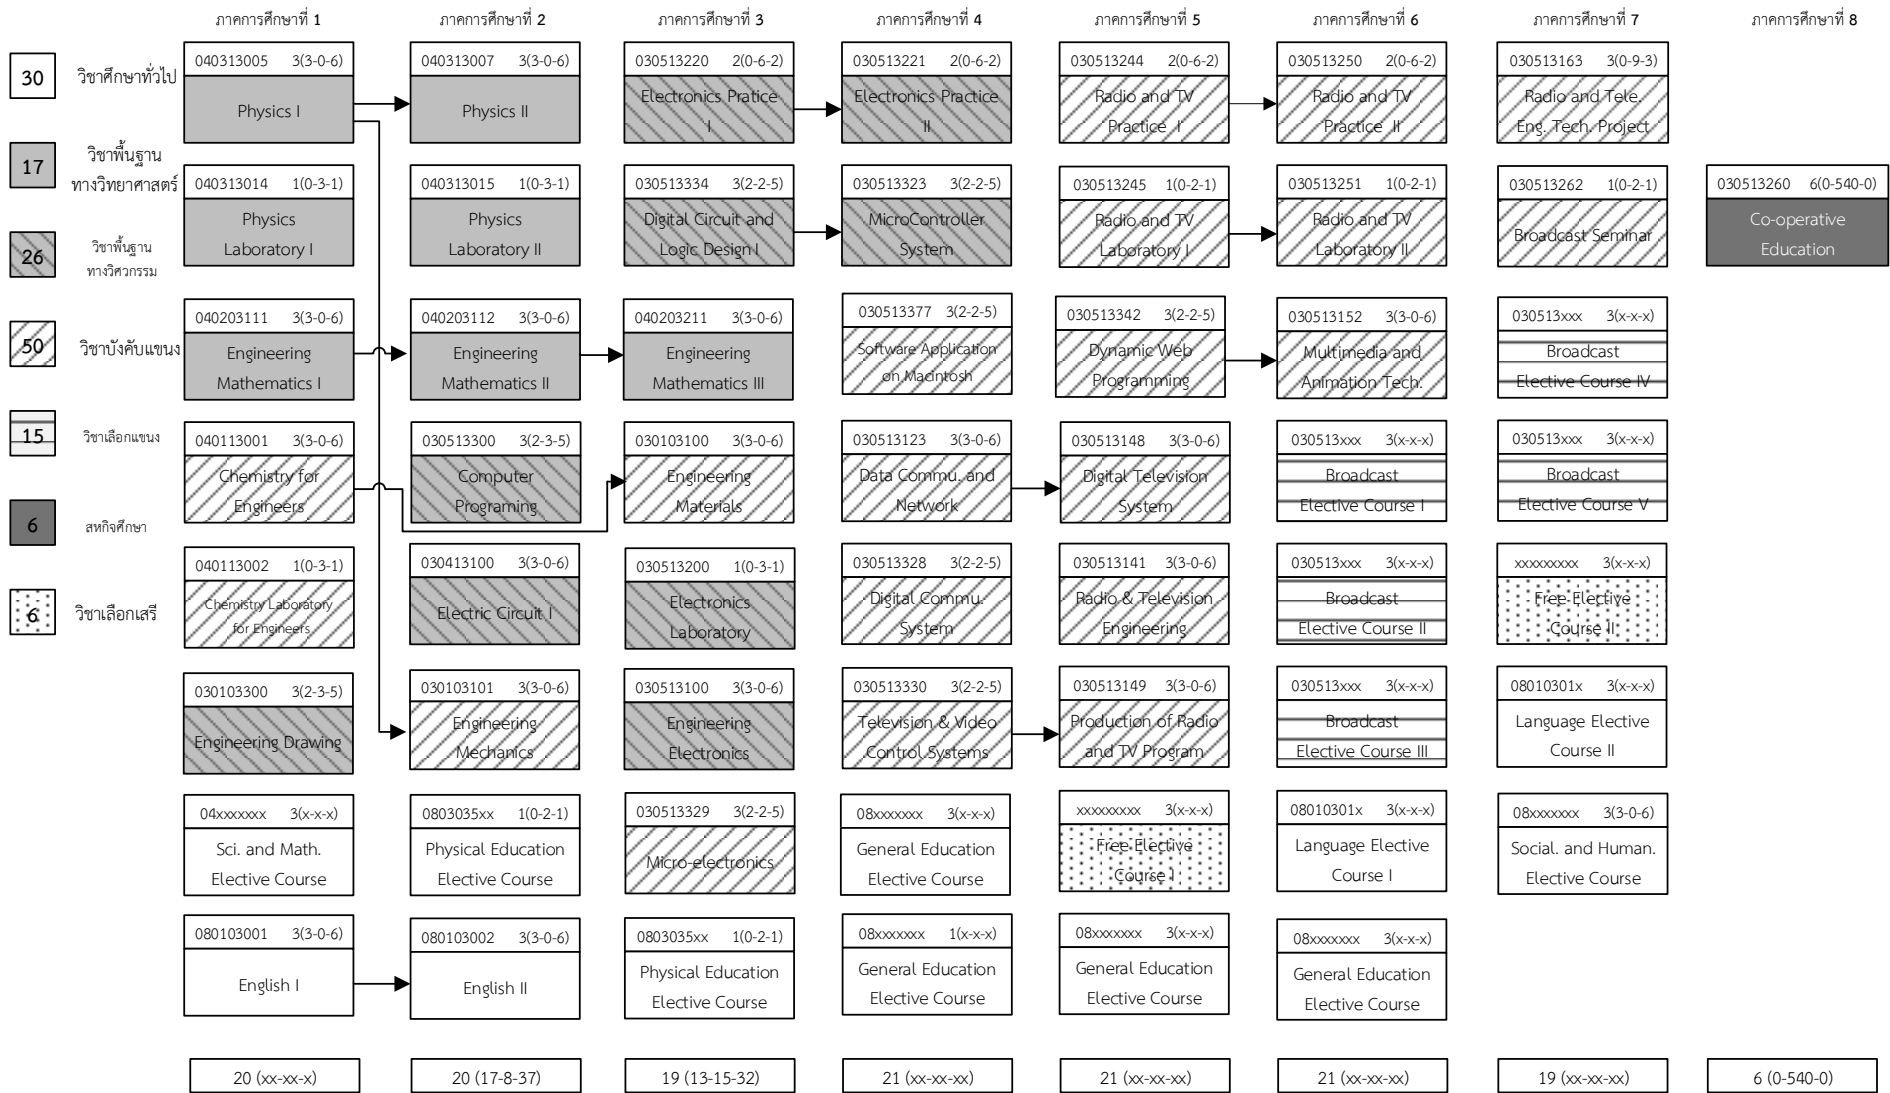 ภาคการศึกษาที่ 1
ภาคการศึกษาที่ 2
ภาคการศึกษาที่ 3
ภาคการศึกษาที่ 4
ภาคการศึกษาที่ 5
ภาคการศึกษาที่ 6
ภาคการศึกษาที่ 7
ภาคการศึกษาที่ 8
30 วิชาศึกษาทั่วไป
17 วิชาพื้นฐาน
ทางวิทยาศาสตร์
26 วิชาพื้นฐาน
ทางวิศวกรรม
50 วิชาบังคับแขนง
15 วิชาเลือกแขนง
6 สหกิจศึกษา
6 วิชาเลือกเสรี
040313005 3(3-0-6)
Physics I
040313007 3(3-0-6)
Physics II
030513220 2(0-6-2)
Electronics Pratice
I
030513221 2(0-6-2)
Electronics Practice
II
030513244 2(0-6-2)
Radio and TV
Practice I
030513250 2(0-6-2)
Radio and TV
Practice II
030513163 3(0-9-3)
Radio and Tele.
Eng. Tech. Project
040313014 1(0-3-1)
Physics
Laboratory I
040313015 1(0-3-1)
Physics
Laboratory II
030513334 3(2-2-5)
Digital Circuit and
Logic Design I
030513323 3(2-2-5)
MicroController
System
030513245 1(0-2-1)
Radio and TV
Laboratory I
030513251 1(0-2-1)
Radio and TV
Laboratory II
030513262 1(0-2-1)
Broadcast Seminar
030513260 6(0-540-0)
Co-operative
Education
040203111 3(3-0-6)
Engineering
Mathematics I
040203112 3(3-0-6)
Engineering
Mathematics II
040203211 3(3-0-6)
Engineering
Mathematics III
030513377 3(2-2-5)
Software Application
on Macintosh
030513342 3(2-2-5)
Dynamic Web
Programming
030513152 3(3-0-6)
Multimedia and
Animation Tech.
030513xxx 3(x-x-x)
Broadcast
Elective Course IV
040113001 3(3-0-6)
Chemistry for
Engineers
030513300 3(2-3-5)
Computer
Programing
030103100 3(3-0-6)
Engineering
Materials
030513123 3(3-0-6)
Data Commu. and
Network
030513148 3(3-0-6)
Digital Television
System
030513xxx 3(x-x-x)
Broadcast
Elective Course I
030513xxx 3(x-x-x)
Broadcast
Elective Course V
040113002 1(0-3-1)
Chemistry Laboratory
for Engineers
030413100 3(3-0-6)
Electric Circuit I
030513200 1(0-3-1)
Electronics
Laboratory
030513328 3(2-2-5)
Digital Commu.
System
030513141 3(3-0-6)
Radio & Television
Engineering
030513xxx 3(x-x-x)
Broadcast
Elective Course II
xxxxxxxxx 3(x-x-x)
Free Elective
Course II
030103300 3(2-3-5)
Engineering Drawing
030103101 3(3-0-6)
Engineering
Mechanics
030513100 3(3-0-6)
Engineering
Electronics
030513330 3(2-2-5)
Television & Video
Control Systems
030513149 3(3-0-6)
Production of Radio
and TV Program
030513xxx 3(x-x-x)
Broadcast
Elective Course III
08010301x 3(x-x-x)
Language Elective
Course II
04xxxxxxx 3(x-x-x)
Sci. and Math.
Elective Course
0803035xx 1(0-2-1)
Physical Education
Elective Course
030513329 3(2-2-5)
Micro-electronics
08xxxxxxx 3(x-x-x)
General Education
Elective Course
xxxxxxxxx 3(x-x-x)
Free Elective
Course I
08010301x 3(x-x-x)
Language Elective
Course I
08xxxxxxx 3(3-0-6)
Social. and Human.
Elective Course
080103001 3(3-0-6)
English I
080103002 3(3-0-6)
English II
0803035xx 1(0-2-1)
Physical Education
Elective Course
08xxxxxxx 1(x-x-x)
General Education
Elective Course
08xxxxxxx 3(x-x-x)
General Education
Elective Course
08xxxxxxx 3(x-x-x)
General Education
Elective Course
20 (xx-xx-x)
20 (17-8-37)
19 (13-15-32)
21 (xx-xx-xx)
21 (xx-xx-xx)
21 (xx-xx-xx)
19 (xx-xx-xx)
6 (0-540-0)